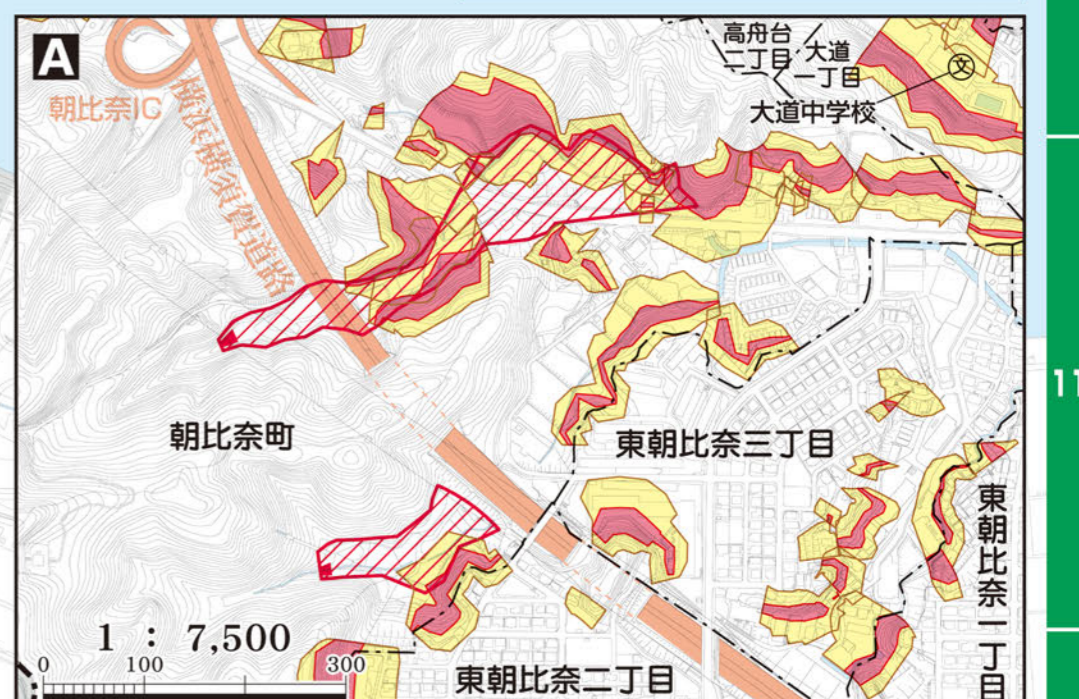 A
高舟台
二丁目
大道
一丁目
大道中学校
文
朝比奈IC
横浜横須賀道路
11
朝比奈町
東朝比奈三丁目
東朝比奈一丁目
1 : 7,500
0 100 300
東朝比奈二丁目